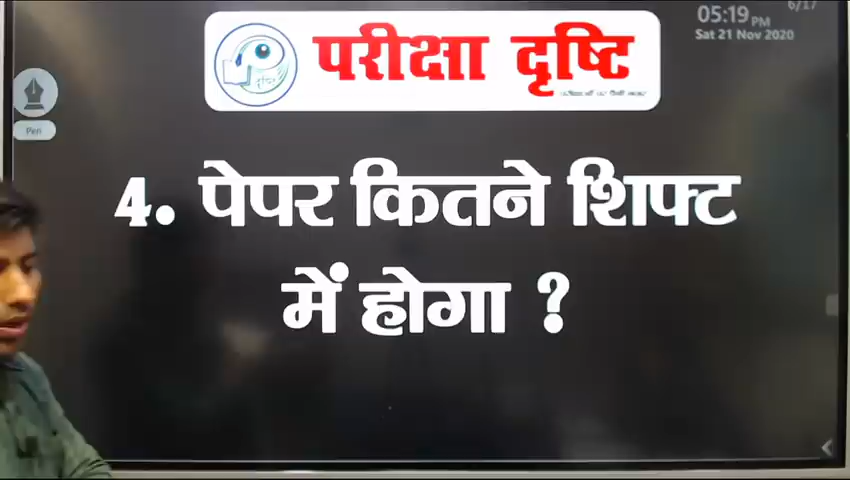 परीक्षा दृष्टि
05:19 PM
Sat 21 Nov 2020
6/17
Pen
4. पेपर कितने शिफ्ट
में होगा ?